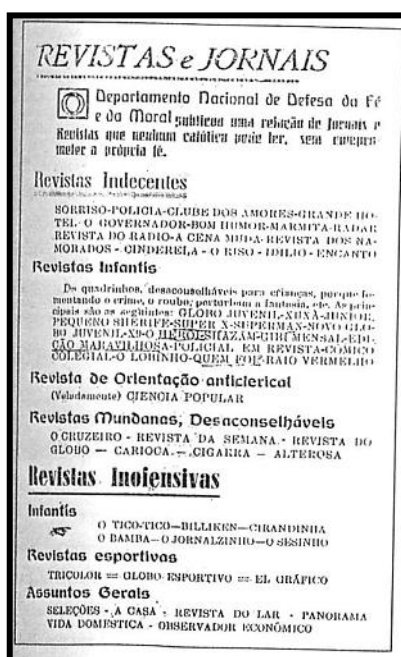 REVISTAS e JORNAIS
O Departamento Nacional de Defesa da Fé
e da Moral publicou uma relação de Jornais e
Revistas que nenhum católico pode ler, sem compro-
meter a própria fé.
Revistas Indecentes
SORRISO-POLICIA-CLUBE DOS AMORES-GRANDE HO-
TEL-O GOVERNADOR-BOM HUMOR-MARMITA-RADAR
REVISTA DO RADIO-A CENA MUDA-REVISTA DOS NA-
MORADOS - CINDERELA - O RISO - IDILIO - ENCANTO
Revistas Infantis
De quadrinhos, desaconselháveis para crianças, porque fo-
mentando o crime, o roubo, perturbam a fantasia, etc. As prin-
cipais são as seguintes: GLOBO JUVENIL-XUXÁ-JUNIOR,
PEQUENO SHERIFE-SUPER X-SUPERMAX-NOVO GLO-
BO JUVENIL-X9-O HEROE-SHAZAM-GIBI MENSAL-EDI-
ÇÃO MARAVILHOSA-POLICIAL EM REVISTA-CÔMICO
COLEGIAL-O LOBINHO-QUEM FOI?-RAIO VERMELHO
Revista de Orientação anticlerical
(Veladamente) CIENCIA POPULAR
Revistas Mundanas, Desaconselháveis
O CRUZEIRO - REVISTA DA SEMANA - REVISTA DO
GLOBO — CARIOCA — CIGARRA — ALTEROSA
Revistas Inofensivas
Infantis
O TICO-TICO—BILLIKEN—CIRANDINHA
O BAMBA—O JORNALZINHO—O SESINHO
Revistas esportivas
TRICOLOR == GLOBO ESPORTIVO == EL GRÁFICO
Assuntos Gerais
SELEÇÕES - A CASA - REVISTA DO LAR - PANORAMA
VIDA DOMESTICA - OBSERVADOR ECONÔMICO